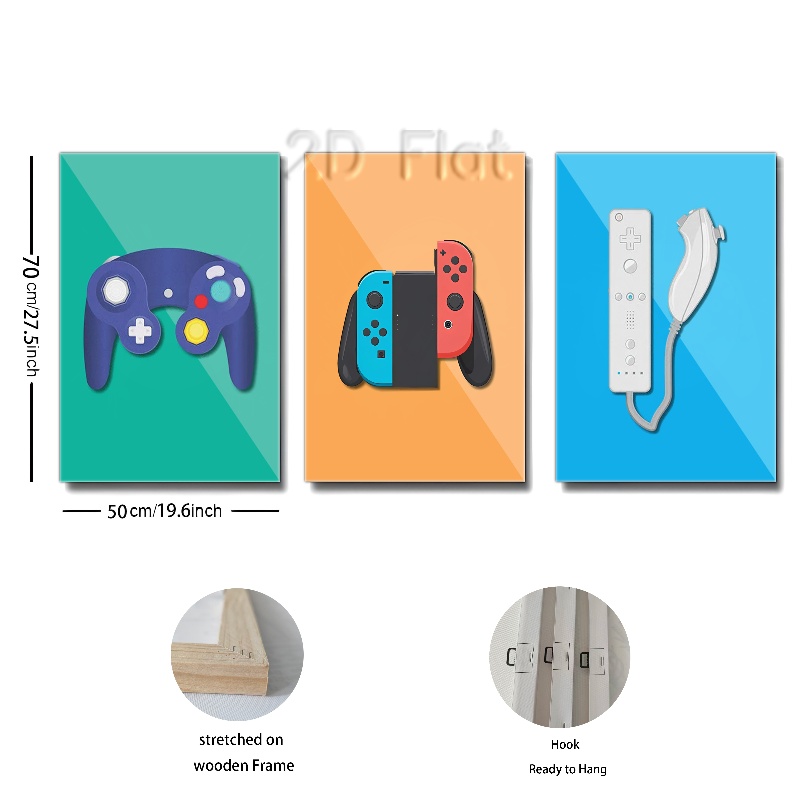 2D Flat
70 cm/27.5inch
50cm/19.6inch
stretched on
wooden Frame
Hook
Ready to Hang